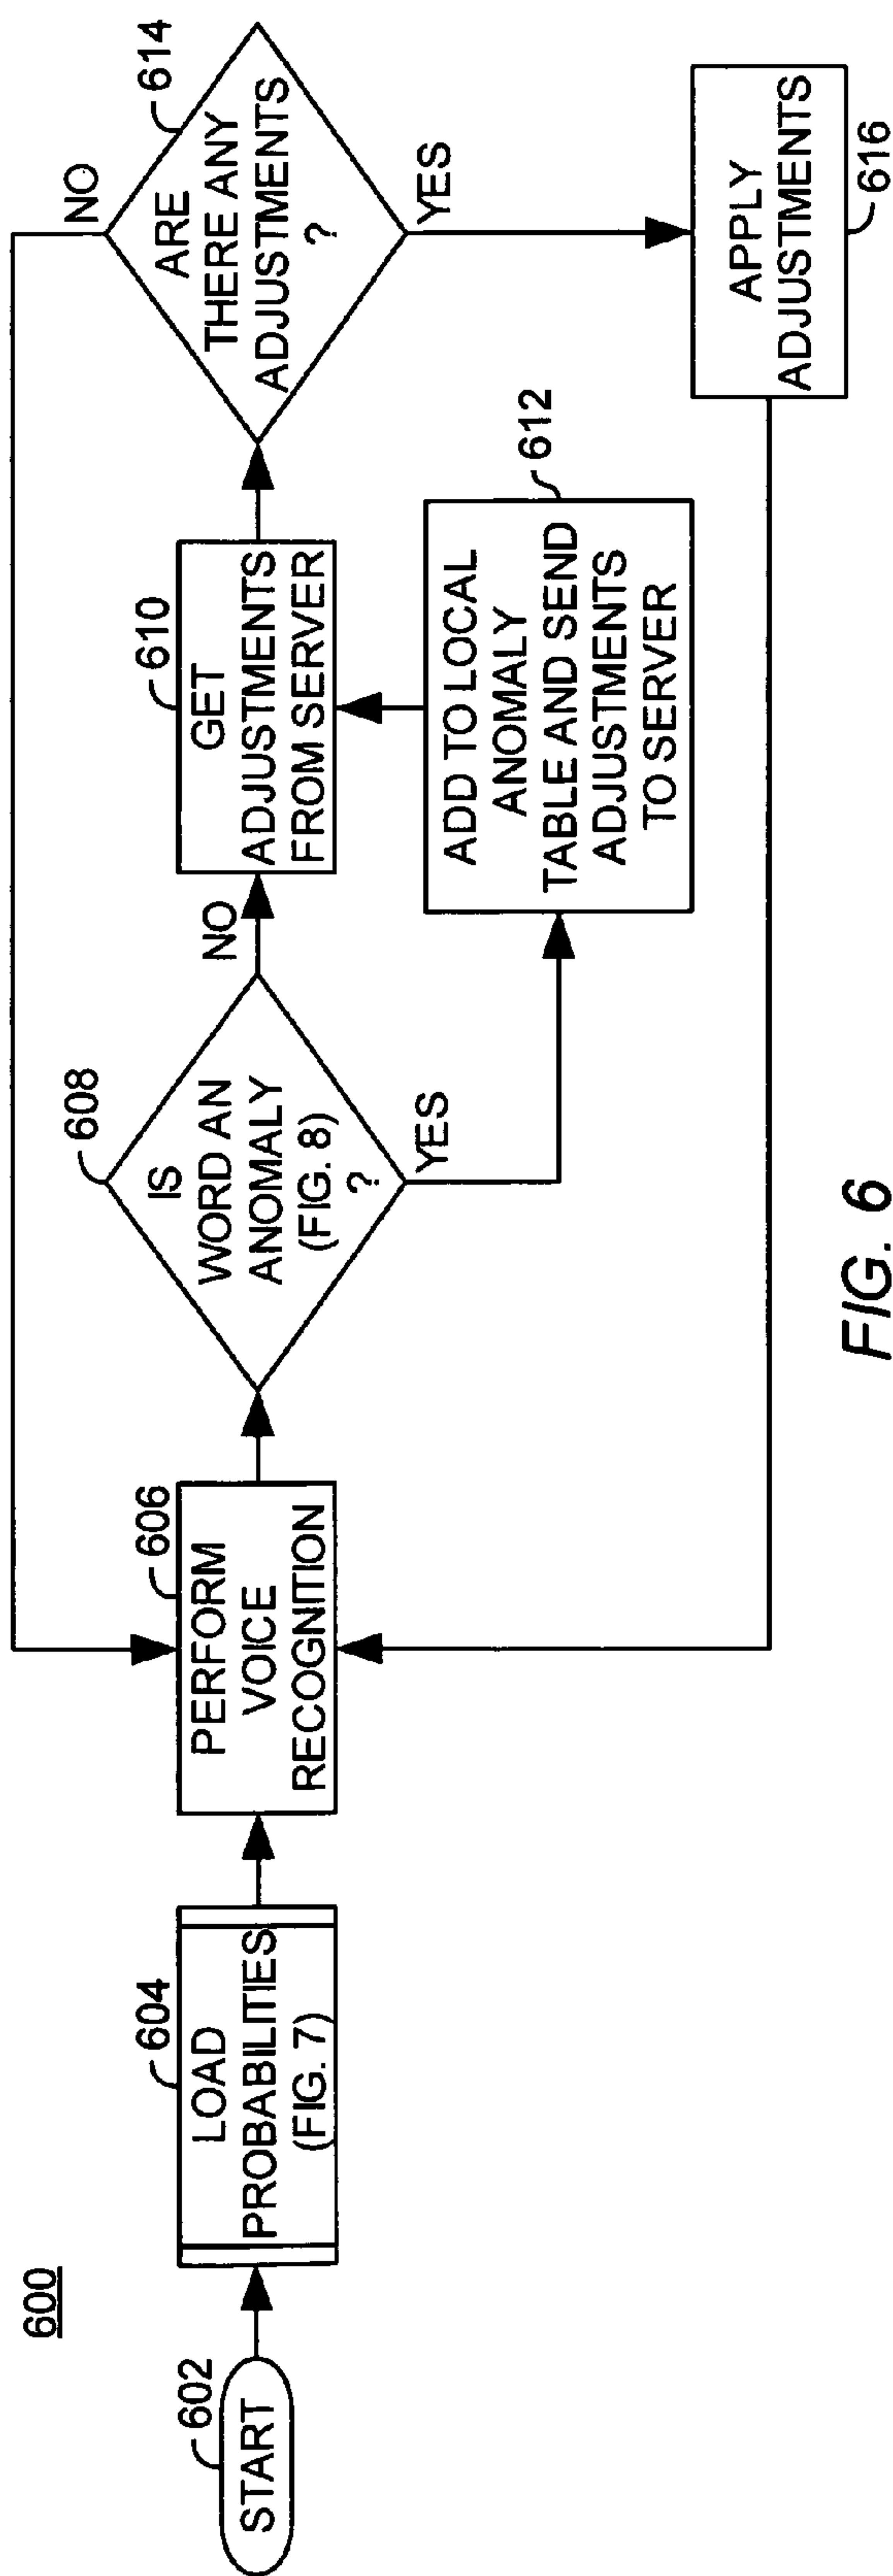 600
602
START
604
LOAD
PROBABILITIES
(FIG. 7)
606
PERFORM
VOICE
RECOGNITION
608
IS
WORD AN
ANOMALY
(FIG. 8)
?
NO
YES
610
GET
ADJUSTMENTS
FROM SERVER
612
ADD TO LOCAL
ANOMALY
TABLE AND SEND
ADJUSTMENTS
TO SERVER
614
ARE
THERE ANY
ADJUSTMENTS
?
NO
YES
APPLY
ADJUSTMENTS
616
FIG. 6